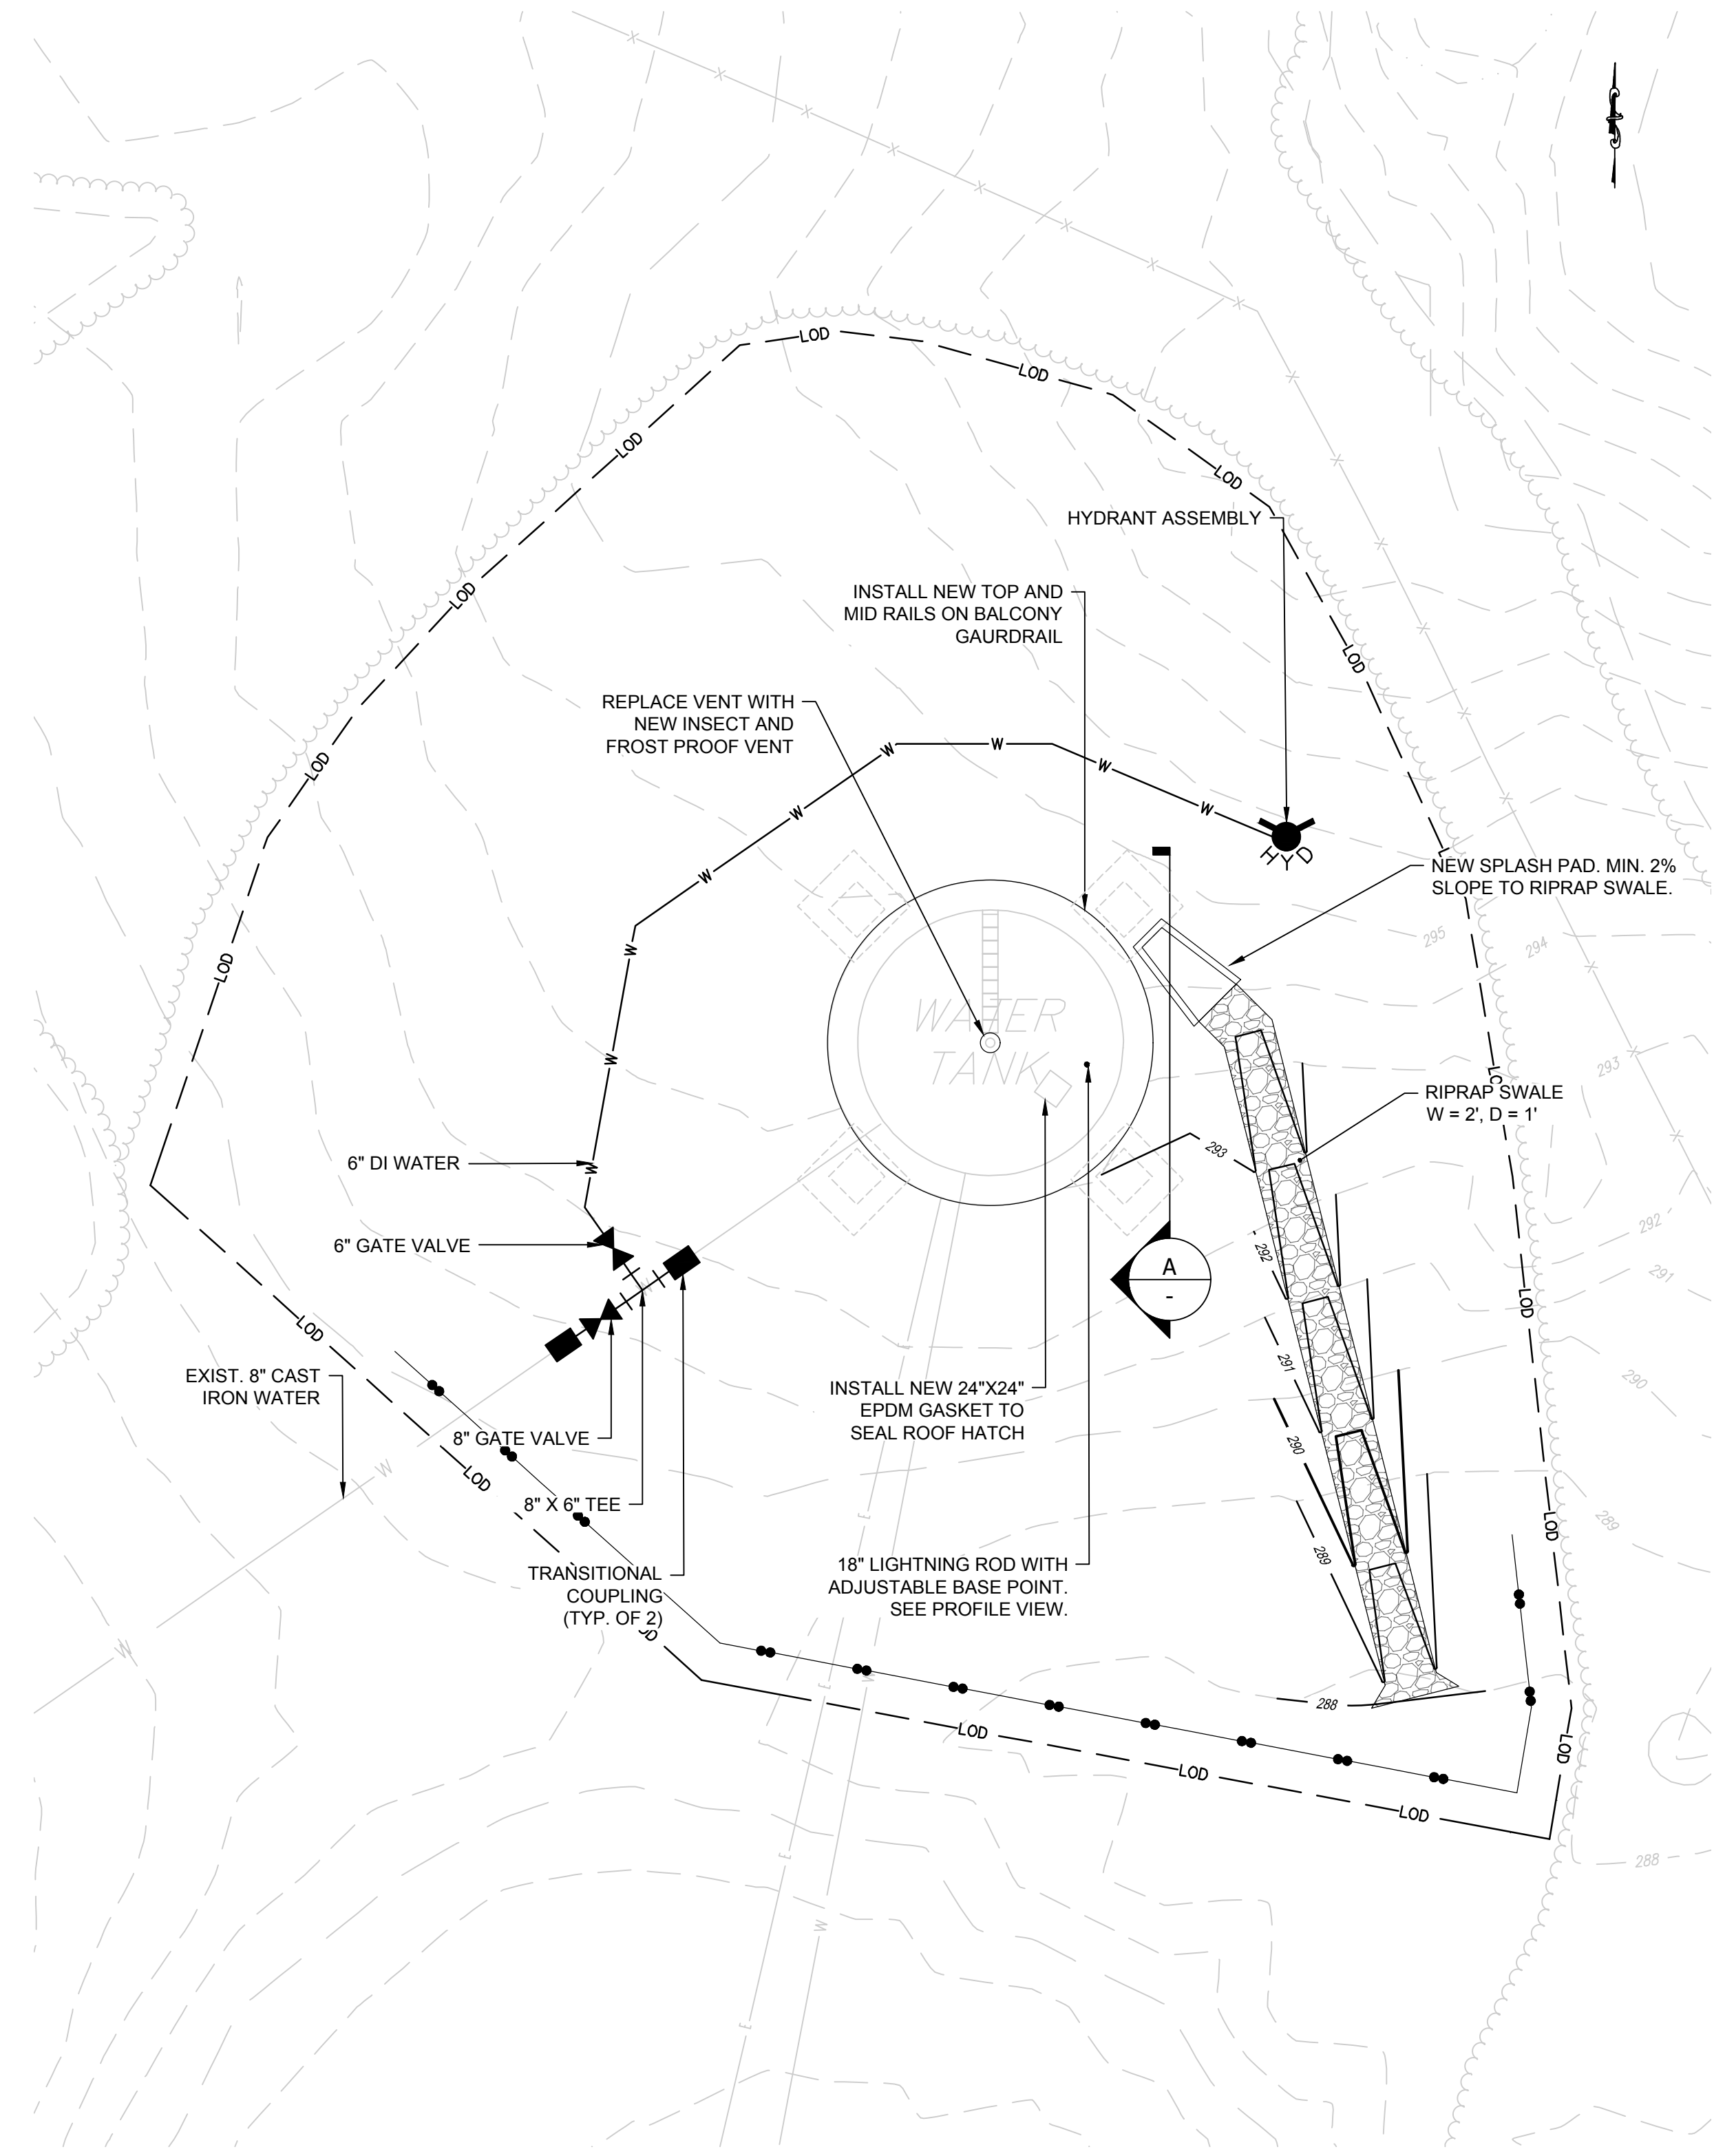 LOD
LOD
LOD
LOD
HYDRANT ASSEMBLY
LOD
INSTALL NEW TOP AND
MID RAILS ON BALCONY
GAURDRAIL
LOD
REPLACE VENT WITH
NEW INSECT AND
FROST PROOF VENT
W
W
W
LOD
W
W
W
HYD
NEW SPLASH PAD. MIN. 2%
SLOPE TO RIPRAP SWALE.
295
294
W
LOD
WATER
TANK
W
293
RIPRAP SWALE
W = 2', D = 1'
293
6" DI WATER
W
292
6" GATE VALVE
292
A
-
291
W
LOD
LOD
291
EXIST. 8" CAST
IRON WATER
290
INSTALL NEW 24"X24"
EPDM GASKET TO
SEAL ROOF HATCH
8" GATE VALVE
290
W
LOD
8" X 6" TEE
289
E
LOD
289
18" LIGHTNING ROD WITH
ADJUSTABLE BASE POINT.
SEE PROFILE VIEW.
TRANSITIONAL
COUPLING
(TYP. OF 2)
W
E
W
288
LOD
LOD
LOD
LOD
E
288
W
E